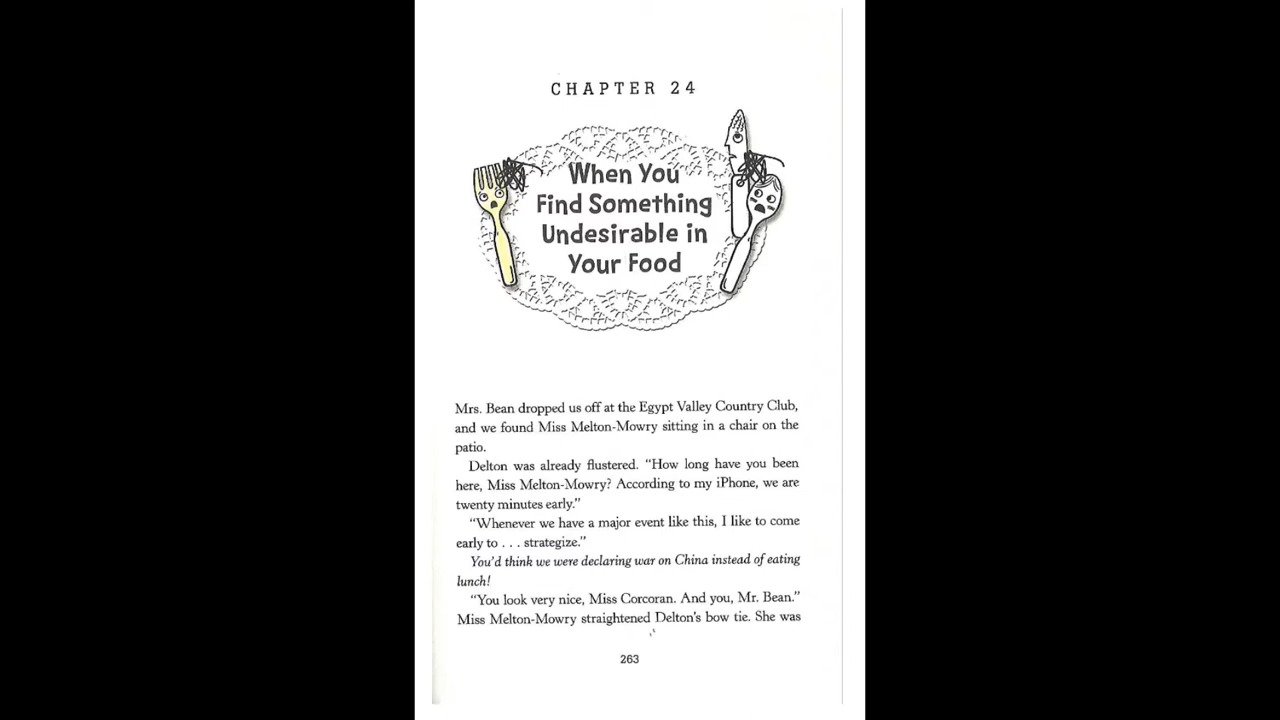 CHAPTER 24
When You
Find Something
Undesirable in
Your Food
Mrs. Bean dropped us off at the Egypt Valley Country Club,
and we found Miss Melton-Mowry sitting in a chair on the
patio.
Delton was already flustered. “How long have you been
here, Miss Melton-Mowry? According to my iPhone, we are
twenty minutes early.”
“Whenever we have a major event like this, I like to come
early to . . . strategize.”
You’d think we were declaring war on China instead of eating
lunch!
“You look very nice, Miss Corcoran. And you, Mr. Bean.”
Miss Melton-Mowry straightened Delton’s bow tie. She was
263